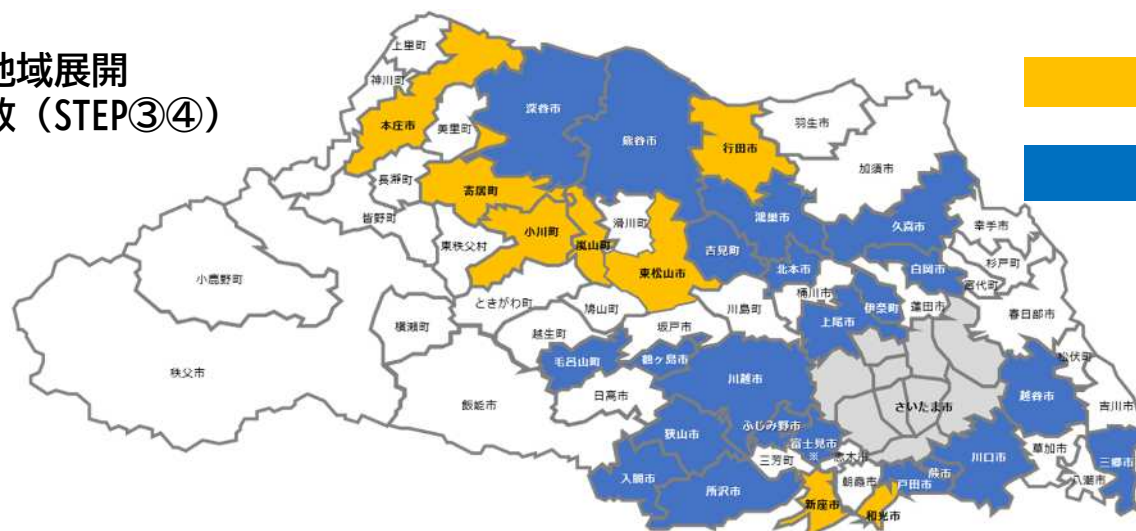 地域展開
女（STEP③④）
上里町
神川町
本庄市
美里町
深谷市
熊谷市
行田市
羽生市
加須市
長瀞町
寄居町
皆野町
小川町
嵐山町
滑川町
東秩父村
東松山市
吉見町
鴻巣市
北本市
久喜市
幸手市
杉戸町
白岡市
宮代町
小鹿野町
ときがわ町
鳩山町
川島町
桶川市
伊奈町
蓮田市
上尾市
春日部市
横瀬町
越生町
坂戸市
松伏町
毛呂山町
鶴ヶ島市
川越市
秩父市
飯能市
日高市
さいたま市
越谷市
吉川市
ふじみ野市
狭山市
富士見市
※
三芳町
志木市
川口市
草加市
三郷市
八潮市
入間市
所沢市
朝霞市
戸田市
蕨市
新座市
和光市